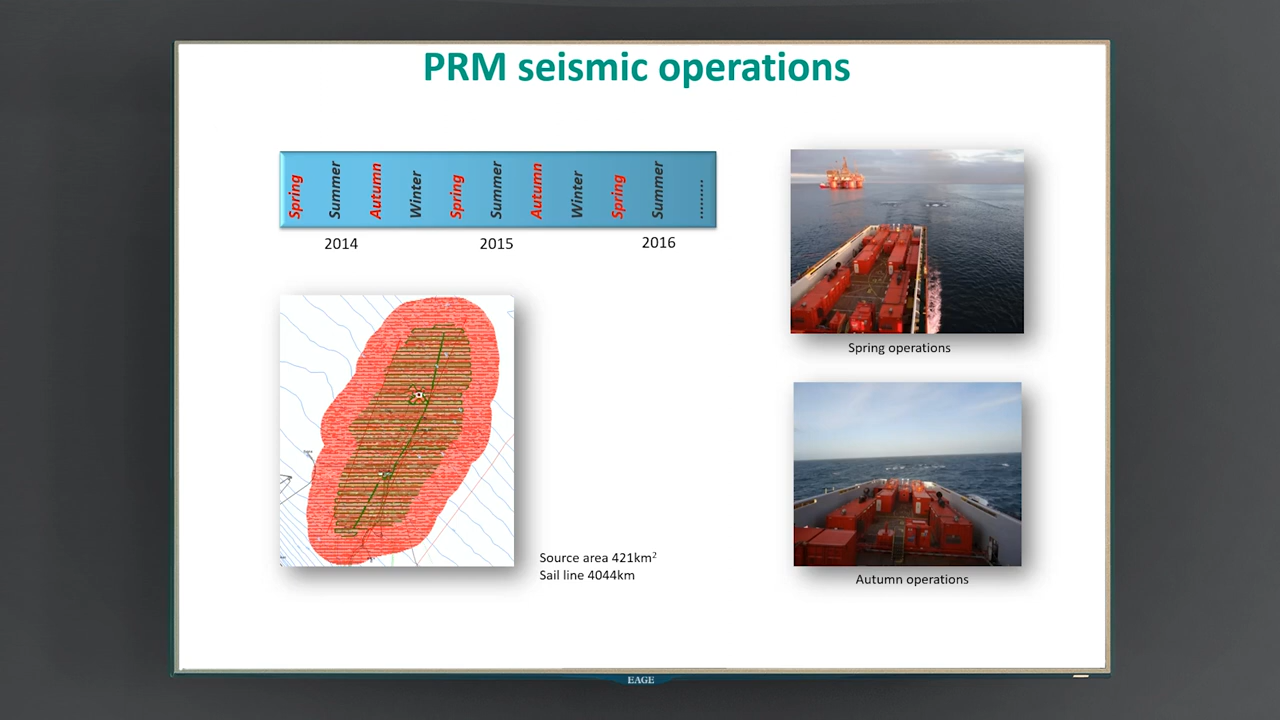 PRM seismic operations
Spring
Summer
Autumn
Winter
Spring
Summer
Autumn
Winter
Spring
Summer
........
2014
2015
2016
Spring operations
Source area 421km²
Sail line 4044km
Autumn operations
EAGE